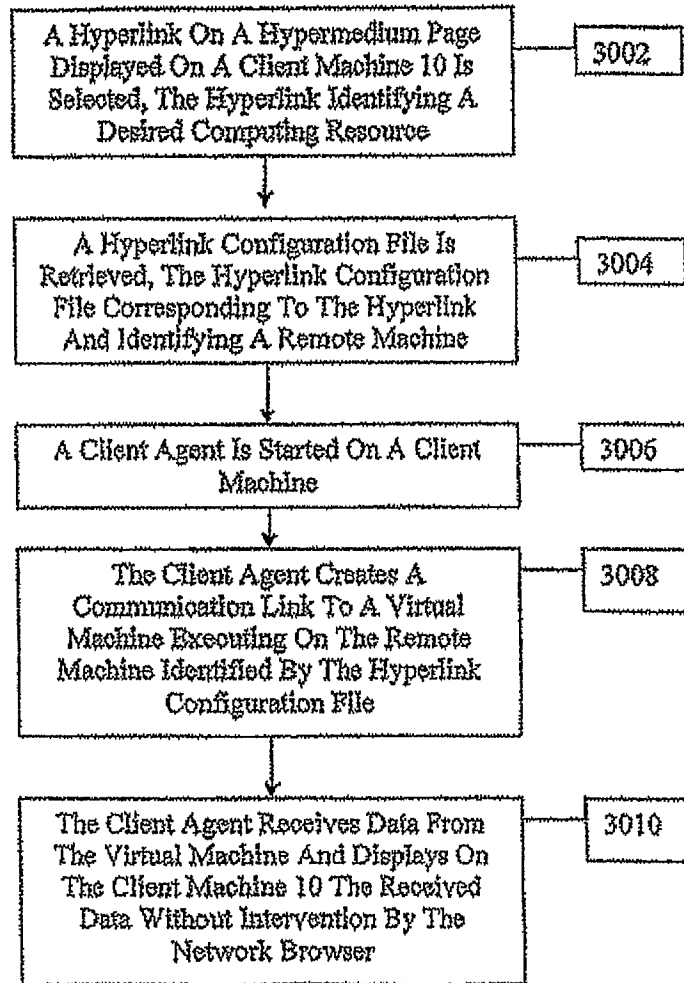 A Hyperlink On A Hypermedium Page
Displayed On A Client Machine 10 Is
Selected, The Hyperlink Identifying A
Desired Computing Resource
3002
A Hyperlink Configuration File Is
Retrieved, The Hyperlink Configuration
File Corresponding To The Hyperlink
And Identifying A Remote Machine
3004
A Client Agent Is Started On A Client
Machine
3006
The Client Agent Creates A
Communication Link To A Virtual
Machine Executing On The Remote
Machine Identified By The Hyperlink
Configuration File
3008
The Client Agent Receives Data From
The Virtual Machine And Displays On
The Client Machine 10 The Received
Data Without Intervention By The
Network Browser
3010